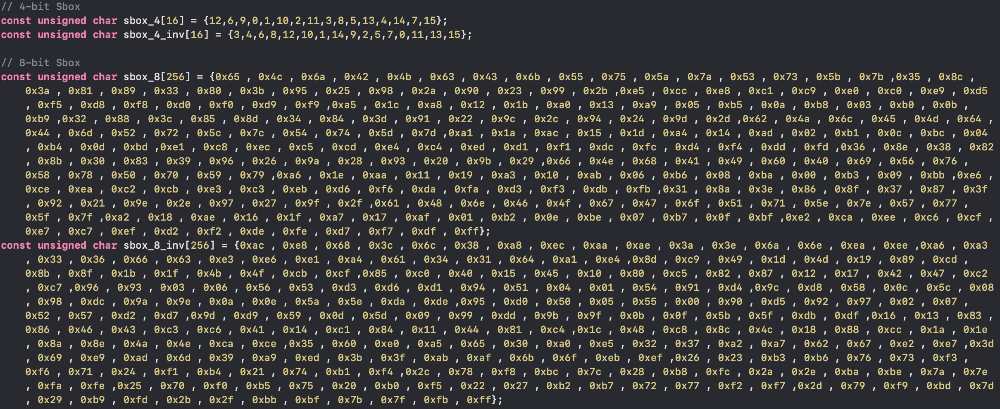 // 4-bit Sbox
const unsigned char sbox_4[16] = {12,6,9,0,1,10,2,11,3,8,5,13,4,14,7,15};
const unsigned char sbox_4_inv[16] = {3,4,6,8,12,10,1,14,9,2,5,7,0,11,13,15};

// 8-bit Sbox
const unsigned char sbox_8[256] = {0x65 , 0x4c , 0x6a , 0x42 , 0x4b , 0x63 , 0x43 , 0x6b , 0x55 , 0x75 , 0x5a , 0x7a , 0x53 , 0x73 , 0x5b , 0x7b ,0x35 , 0x8c ,
0x3a , 0x81 , 0x89 , 0x33 , 0x80 , 0x3b , 0x95 , 0x25 , 0x98 , 0x2a , 0x90 , 0x23 , 0x99 , 0x2b ,0xe5 , 0xcc , 0xe8 , 0xc1 , 0xc9 , 0xe0 , 0xc0 , 0xe9 , 0xd5
, 0xf5 , 0xd8 , 0xf8 , 0xd0 , 0xf0 , 0xd9 , 0xf9 ,0xa5 , 0x1c , 0xa8 , 0x12 , 0x1b , 0xa0 , 0x13 , 0xa9 , 0x05 , 0xb5 , 0x0a , 0xb8 , 0x03 , 0xb0 , 0x0b ,
0xb9 ,0x32 , 0x88 , 0x3c , 0x85 , 0x8d , 0x34 , 0x84 , 0x3d , 0x91 , 0x22 , 0x9c , 0x2c , 0x94 , 0x24 , 0x9d , 0x2d ,0x62 , 0x4a , 0x6c , 0x45 , 0x4d , 0x64 ,
0x44 , 0x6d , 0x52 , 0x72 , 0x5c , 0x7c , 0x54 , 0x74 , 0x5d , 0x7d ,0xa1 , 0x1a , 0xac , 0x15 , 0x1d , 0xa4 , 0x14 , 0xad , 0x02 , 0xb1 , 0x0c , 0xbc , 0x04
, 0xb4 , 0x0d , 0xbd ,0xe1 , 0xc8 , 0xec , 0xc5 , 0xcd , 0xe4 , 0xc4 , 0xed , 0xd1 , 0xf1 , 0xdc , 0xfc , 0xd4 , 0xf4 , 0xdd , 0xfd ,0x36 , 0x8e , 0x38 , 0x82
, 0x8b , 0x30 , 0x83 , 0x39 , 0x96 , 0x26 , 0x9a , 0x28 , 0x93 , 0x20 , 0x9b , 0x29 ,0x66 , 0x4e , 0x68 , 0x41 , 0x49 , 0x60 , 0x40 , 0x69 , 0x56 , 0x76 ,
0x58 , 0x78 , 0x50 , 0x70 , 0x59 , 0x79 ,0xa6 , 0x1e , 0xaa , 0x11 , 0x19 , 0xa3 , 0x10 , 0xab , 0x06 , 0xb6 , 0x08 , 0xba , 0x00 , 0xb3 , 0x09 , 0xbb ,0xe6 ,
0xce , 0xea , 0xc2 , 0xcb , 0xe3 , 0xc3 , 0xeb , 0xd6 , 0xf6 , 0xda , 0xfa , 0xd3 , 0xf3 , 0xdb , 0xfb ,0x31 , 0x8a , 0x3e , 0x86 , 0x8f , 0x37 , 0x87 , 0x3f
, 0x92 , 0x21 , 0x9e , 0x2e , 0x97 , 0x27 , 0x9f , 0x2f ,0x61 , 0x48 , 0x6e , 0x46 , 0x4f , 0x67 , 0x47 , 0x6f , 0x51 , 0x71 , 0x5e , 0x7e , 0x57 , 0x77 ,
0x5f , 0x7f ,0xa2 , 0x18 , 0xae , 0x16 , 0x1f , 0xa7 , 0x17 , 0xaf , 0x01 , 0xb2 , 0x0e , 0xbe , 0x07 , 0xb7 , 0x0f , 0xbf ,0xe2 , 0xca , 0xee , 0xc6 , 0xcf ,
0xe7 , 0xc7 , 0xef , 0xd2 , 0xf2 , 0xde , 0xfe , 0xd7 , 0xf7 , 0xdf , 0xff};
const unsigned char sbox_8_inv[256] = {0xac , 0xe8 , 0x68 , 0x3c , 0x6c , 0x38 , 0xa8 , 0xec , 0xaa , 0xae , 0x3a , 0x3e , 0x6a , 0x6e , 0xea , 0xee ,0xa6 , 0xa3
, 0x33 , 0x36 , 0x66 , 0x63 , 0xe3 , 0xe6 , 0xe1 , 0xa4 , 0x61 , 0x34 , 0x31 , 0x64 , 0xa1 , 0xe4 ,0x8d , 0xc9 , 0x49 , 0x1d , 0x4d , 0x19 , 0x89 , 0xcd ,
0x8b , 0x8f , 0x1b , 0x1f , 0x4b , 0x4f , 0xcb , 0xcf ,0x85 , 0xc0 , 0x40 , 0x15 , 0x45 , 0x10 , 0x80 , 0xc5 , 0x82 , 0x87 , 0x12 , 0x17 , 0x42 , 0x47 , 0xc2
, 0xc7 ,0x96 , 0x93 , 0x03 , 0x06 , 0x56 , 0x53 , 0xd3 , 0xd6 , 0xd1 , 0x94 , 0x51 , 0x04 , 0x01 , 0x54 , 0x91 , 0xd4 ,0x9c , 0xd8 , 0x58 , 0x0c , 0x5c , 0x08
, 0x98 , 0xdc , 0x9a , 0x9e , 0x0a , 0x0e , 0x5a , 0x5e , 0xda , 0xde ,0x95 , 0xd0 , 0x50 , 0x05 , 0x55 , 0x00 , 0x90 , 0xd5 , 0x92 , 0x97 , 0x02 , 0x07 ,
0x52 , 0x57 , 0xd2 , 0xd7 ,0x9d , 0xd9 , 0x59 , 0x0d , 0x5d , 0x09 , 0x99 , 0xdd , 0x9b , 0x9f , 0x0b , 0x0f , 0x5b , 0x5f , 0xdb , 0xdf ,0x16 , 0x13 , 0x83 ,
0x86 , 0x46 , 0x43 , 0xc3 , 0xc6 , 0x41 , 0x14 , 0xc1 , 0x84 , 0x11 , 0x44 , 0x81 , 0xc4 ,0x1c , 0x48 , 0xc8 , 0x8c , 0x4c , 0x18 , 0x88 , 0xcc , 0x1a , 0x1e
, 0x8a , 0x8e , 0x4a , 0x4e , 0xca , 0xce ,0x35 , 0x60 , 0xe0 , 0xa5 , 0x65 , 0x30 , 0xa0 , 0xe5 , 0x32 , 0x37 , 0xa2 , 0xa7 , 0x62 , 0x67 , 0xe2 , 0xe7 ,0x3d
, 0x69 , 0xe9 , 0xad , 0x6d , 0x39 , 0xa9 , 0xed , 0x3b , 0x3f , 0xab , 0xaf , 0x6b , 0x6f , 0xeb , 0xef ,0x26 , 0x23 , 0xb3 , 0xb6 , 0x76 , 0x73 , 0xf3 ,
0xf6 , 0x71 , 0x24 , 0xf1 , 0xb4 , 0x21 , 0x74 , 0xb1 , 0xf4 ,0x2c , 0x78 , 0xf8 , 0xbc , 0x7c , 0x28 , 0xb8 , 0xfc , 0x2a , 0x2e , 0xba , 0xbe , 0x7a , 0x7e
, 0xfa , 0xfe ,0x25 , 0x70 , 0xf0 , 0xb5 , 0x75 , 0x20 , 0xb0 , 0xf5 , 0x22 , 0x27 , 0xb2 , 0xb7 , 0x72 , 0x77 , 0xf2 , 0xf7 ,0x2d , 0x79 , 0xf9 , 0xbd , 0x7d
, 0x29 , 0xb9 , 0xfd , 0x2b , 0x2f , 0xbb , 0xbf , 0x7b , 0x7f , 0xfb , 0xff};